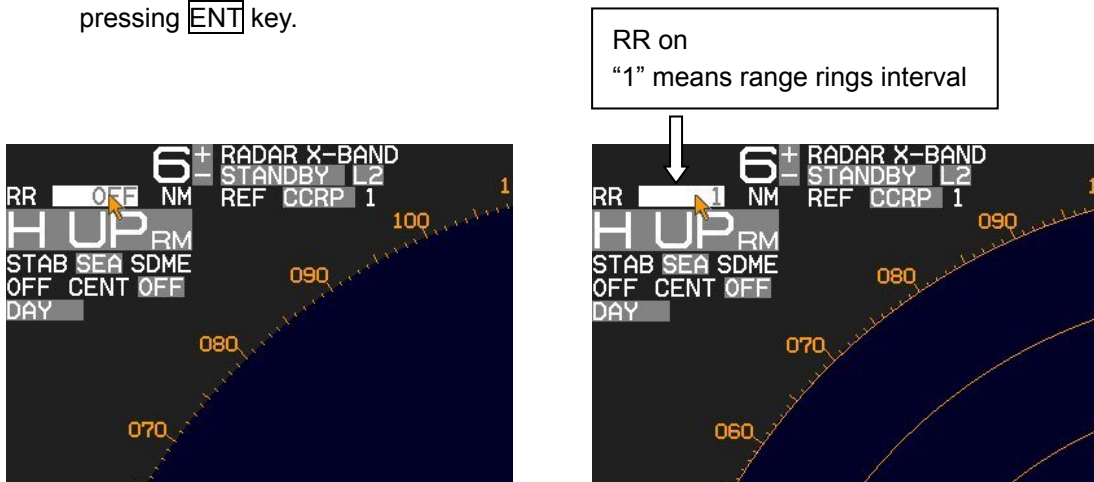 pressing ENT key.
RR on
“1” means range rings interval
6 + RADAR X-BAND
- STANDBY L2
RR OFF NM REF CCRP 1
H UP RM
STAB SEA SDME
OFF CENT OFF
DAY
1
100
090
080
070
6 + RADAR X-BAND
- STANDBY L2
RR 1 NM REF CCRP 1
H UP RM
STAB SEA SDME
OFF CENT OFF
DAY
1
090
080
070
060